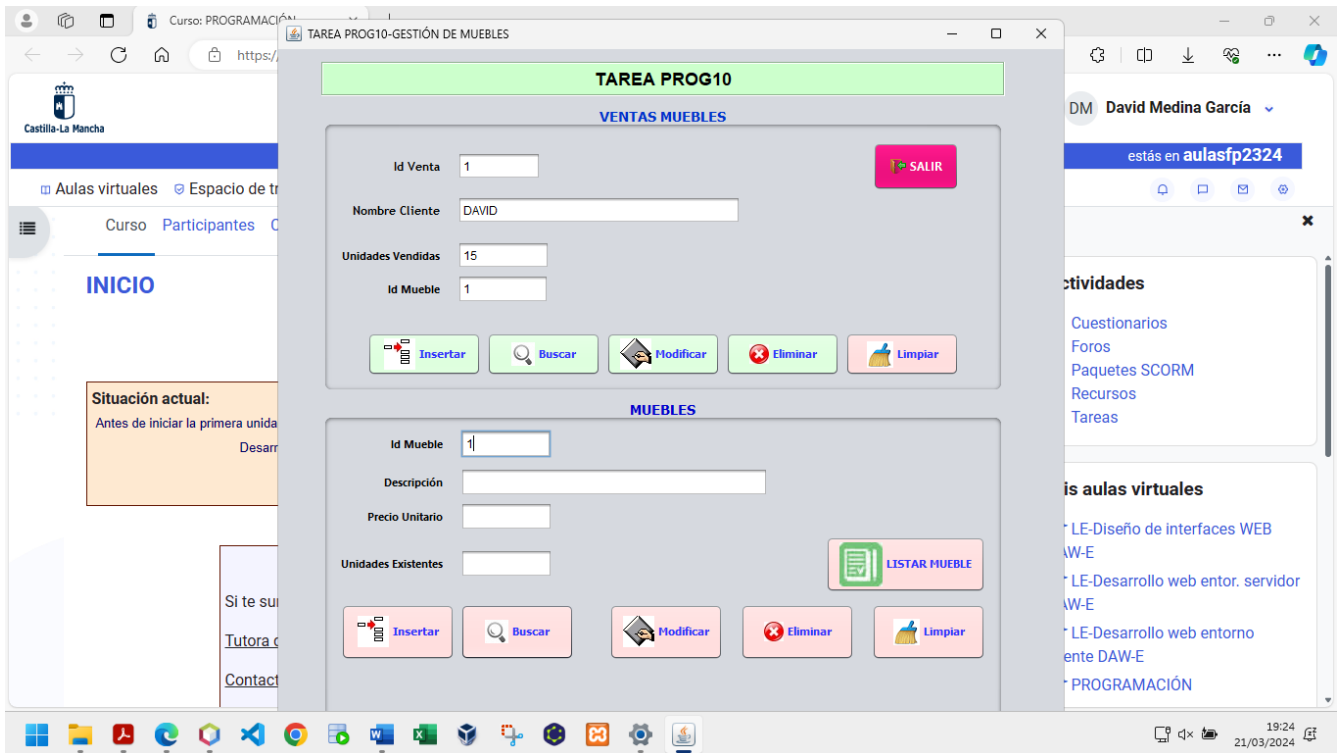 Curso: PROGRAMACIÓN
TAREA PROG10-GESTIÓN DE MUEBLES
https:/
TAREA PROG10
Castilla-La Mancha
DM David Medina García
VENTAS MUEBLES
estás en aulasfp2324
Id Venta 1
SALIR
Aulas virtuales Espacio de tr
Nombre Cliente DAVID
Curso Participantes C
Unidades Vendidas 15
INICIO
Id Mueble 1
ctividades
Cuestionarios
Foros
Paquetes SCORM
Recursos
Tareas
Insertar Buscar Modificar Eliminar Limpiar
Situación actual:
Antes de iniciar la primera unida
Desarr
MUEBLES
Id Mueble 1
Descripción
Precio Unitario
Unidades Existentes
LISTAR MUEBLE
Insertar Buscar Modificar Eliminar Limpiar
is aulas virtuales
LE-Diseño de interfaces WEB
AW-E
LE-Desarrollo web entor. servidor
AW-E
LE-Desarrollo web entorno
ente DAW-E
PROGRAMACIÓN
Si te sur
Tutora d
Contact
19:24
21/03/2024